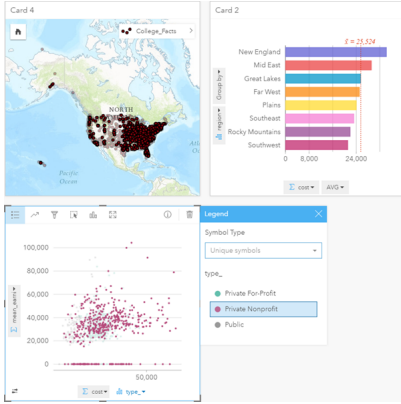 Card 4
College_Facts
NORTH
Pacific
Ocean
Card 2
x̄ = 25,524
New England
Mid East
Great Lakes
Far West
Plains
Southeast
Rocky Mountains
Southwest
0 8,000 24,000
Group by
region
Σ cost AVG
100,000
80,000
60,000
40,000
20,000
0
50,000
mean_earni
Σ cost type_
Legend
Symbol Type
Unique symbols
type_
Private For-Profit
Private Nonprofit
Public